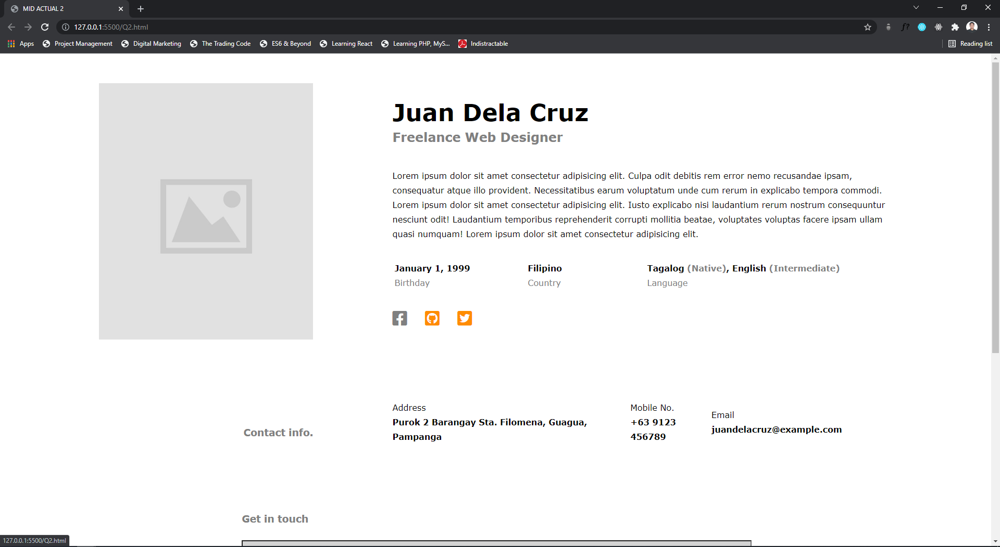 MID ACTUAL 2
127.0.0.1:5500/Q2.html
f?
Apps Project Management Digital Marketing The Trading Code ES6 & Beyond Learning React Learning PHP, MyS... Indistractable Reading list
Juan Dela Cruz
Freelance Web Designer
Lorem ipsum dolor sit amet consectetur adipisicing elit. Culpa odit debitis rem error nemo recusandae ipsam,
consequatur atque illo provident. Necessitatibus earum voluptatum unde cum rerum in explicabo tempora commodi.
Lorem ipsum dolor sit amet consectetur adipisicing elit. Iusto explicabo nisi laudantium rerum nostrum consequuntur
nesciunt odit! Laudantium temporibus reprehenderit corrupti mollitia beatae, voluptates voluptas facere ipsam ullam
quasi numquam! Lorem ipsum dolor sit amet consectetur adipisicing elit.
January 1, 1999 Filipino Tagalog (Native), English (Intermediate)
Birthday Country Language
Contact info.
Address
Purok 2 Barangay Sta. Filomena, Guagua,
Pampanga
Mobile No.
+63 9123
456789
Email
juandelacruz@example.com
Get in touch
127.0.0.1:5500/Q2.html